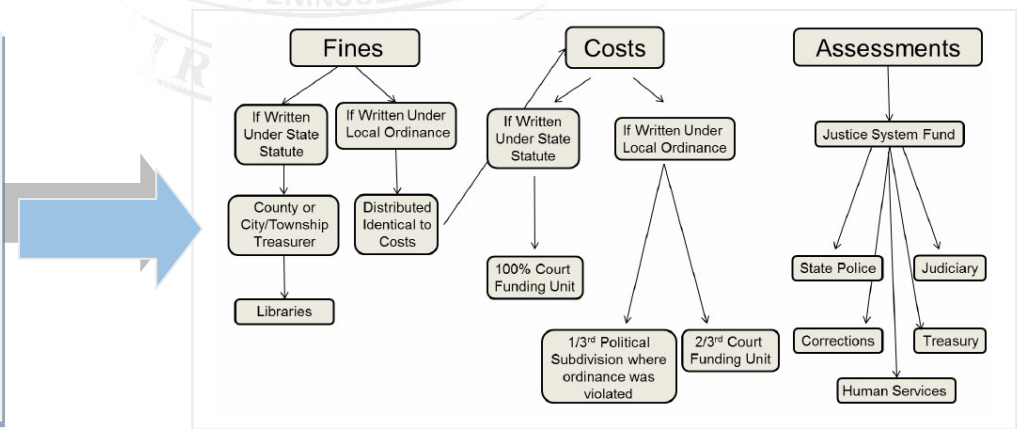 Fines
If Written
Under State
Statute
If Written Under
Local Ordinance
County or
City/Township
Treasurer
Distributed
Identical to
Costs
Libraries
Costs
If Written
Under State
Statute
If Written Under
Local Ordinance
100% Court
Funding Unit
1/3rd Political
Subdivision where
ordinance was
violated
2/3rd Court
Funding Unit
Assessments
Justice System Fund
State Police
Judiciary
Corrections
Treasury
Human Services